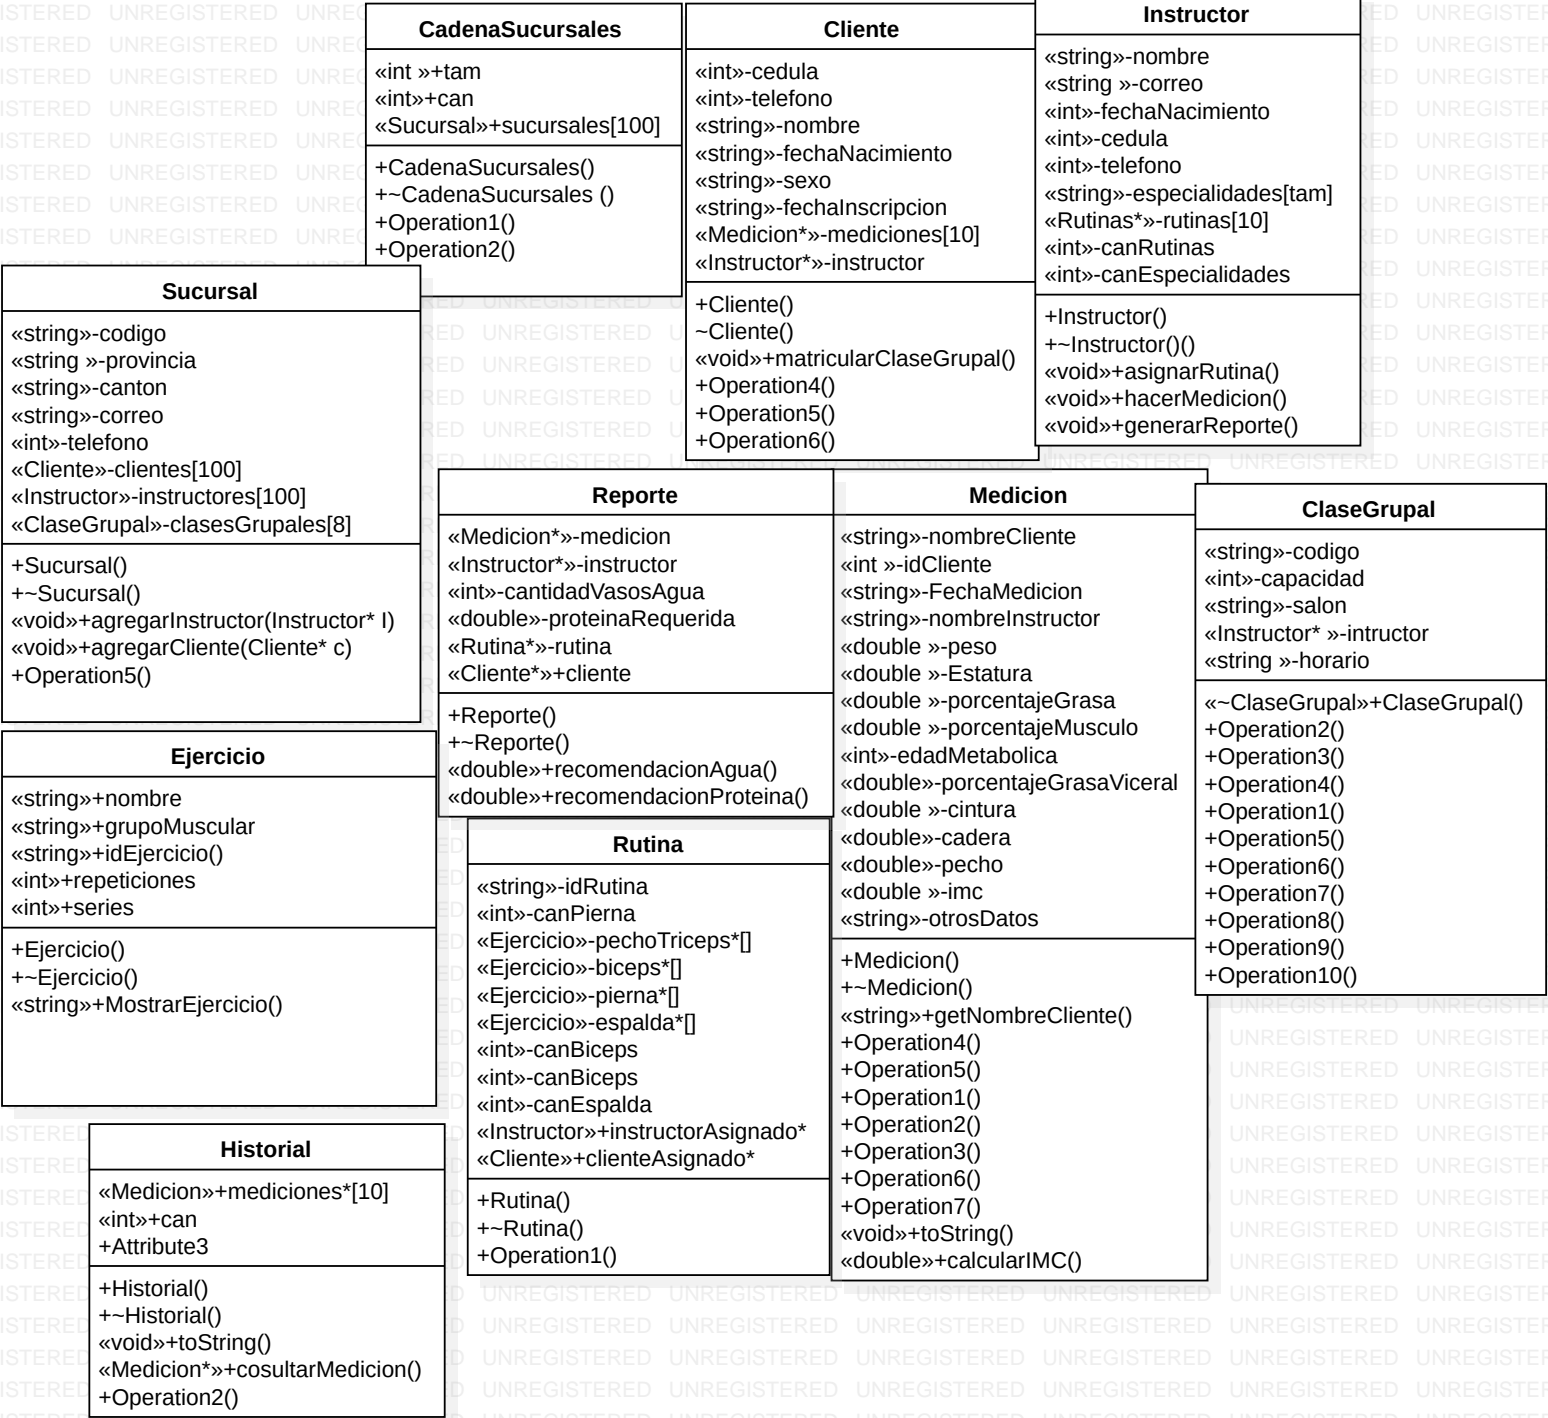 CadenaSucursales
«int »+tam
«int»+can
«Sucursal»+sucursales[100]
+CadenaSucursales()
+~CadenaSucursales ()
+Operation1()
+Operation2()
Cliente
«int»-cedula
«int»-telefono
«string»-nombre
«string»-fechaNacimiento
«string»-sexo
«string»-fechaInscripcion
«Medicion*»-mediciones[10]
«Instructor*»-instructor
+Cliente()
~Cliente()
«void»+matricularClaseGrupal()
+Operation4()
+Operation5()
+Operation6()
Instructor
«string»-nombre
«string »-correo
«int»-fechaNacimiento
«int»-cedula
«int»-telefono
«string»-especialidades[tam]
«Rutinas*»-rutinas[10]
«int»-canRutinas
«int»-canEspecialidades
+Instructor()
+~Instructor()()
«void»+asignarRutina()
«void»+hacerMedicion()
«void»+generarReporte()
Sucursal
«string»-codigo
«string »-provincia
«string»-canton
«string»-correo
«int»-telefono
«Cliente»-clientes[100]
«Instructor»-instructores[100]
«ClaseGrupal»-clasesGrupales[8]
+Sucursal()
+~Sucursal()
«void»+agregarInstructor(Instructor* I)
«void»+agregarCliente(Cliente* c)
+Operation5()
Reporte
«Medicion*»-medicion
«Instructor*»-instructor
«int»-cantidadVasosAgua
«double»-proteinaRequerida
«Rutina*»-rutina
«Cliente*»+cliente
+Reporte()
+~Reporte()
«double»+recomendacionAgua()
«double»+recomendacionProteina()
Medicion
«string»-nombreCliente
«int »-idCliente
«string»-FechaMedicion
«string»-nombreInstructor
«double »-peso
«double »-Estatura
«double »-porcentajeGrasa
«double »-porcentajeMusculo
«int»-edadMetabolica
«double»-porcentajeGrasaViceral
«double »-cintura
«double»-cadera
«double»-pecho
«double »-imc
«string»-otrosDatos
+Medicion()
+~Medicion()
«string»+getNombreCliente()
+Operation4()
+Operation5()
+Operation1()
+Operation2()
+Operation3()
+Operation6()
+Operation7()
«void»+toString()
«double»+calcularIMC()
ClaseGrupal
«string»-codigo
«int»-capacidad
«string»-salon
«Instructor* »-intructor
«string »-horario
«~ClaseGrupal»+ClaseGrupal()
+Operation2()
+Operation3()
+Operation4()
+Operation1()
+Operation5()
+Operation6()
+Operation7()
+Operation8()
+Operation9()
+Operation10()
Ejercicio
«string»+nombre
«string»+grupoMuscular
«string»+idEjercicio()
«int»+repeticiones
«int»+series
+Ejercicio()
+~Ejercicio()
«string»+MostrarEjercicio()
Rutina
«string»-idRutina
«int»-canPierna
«Ejercicio»-pechoTriceps*[]
«Ejercicio»-biceps*[]
«Ejercicio»-pierna*[]
«Ejercicio»-espalda*[]
«int»-canBiceps
«int»-canBiceps
«int»-canEspalda
«Instructor»+instructorAsignado*
«Cliente»+clienteAsignado*
+Rutina()
+~Rutina()
+Operation1()
Historial
«Medicion»+mediciones*[10]
«int»+can
+Attribute3
+Historial()
+~Historial()
«void»+toString()
«Medicion*»+cosultarMedicion()
+Operation2()